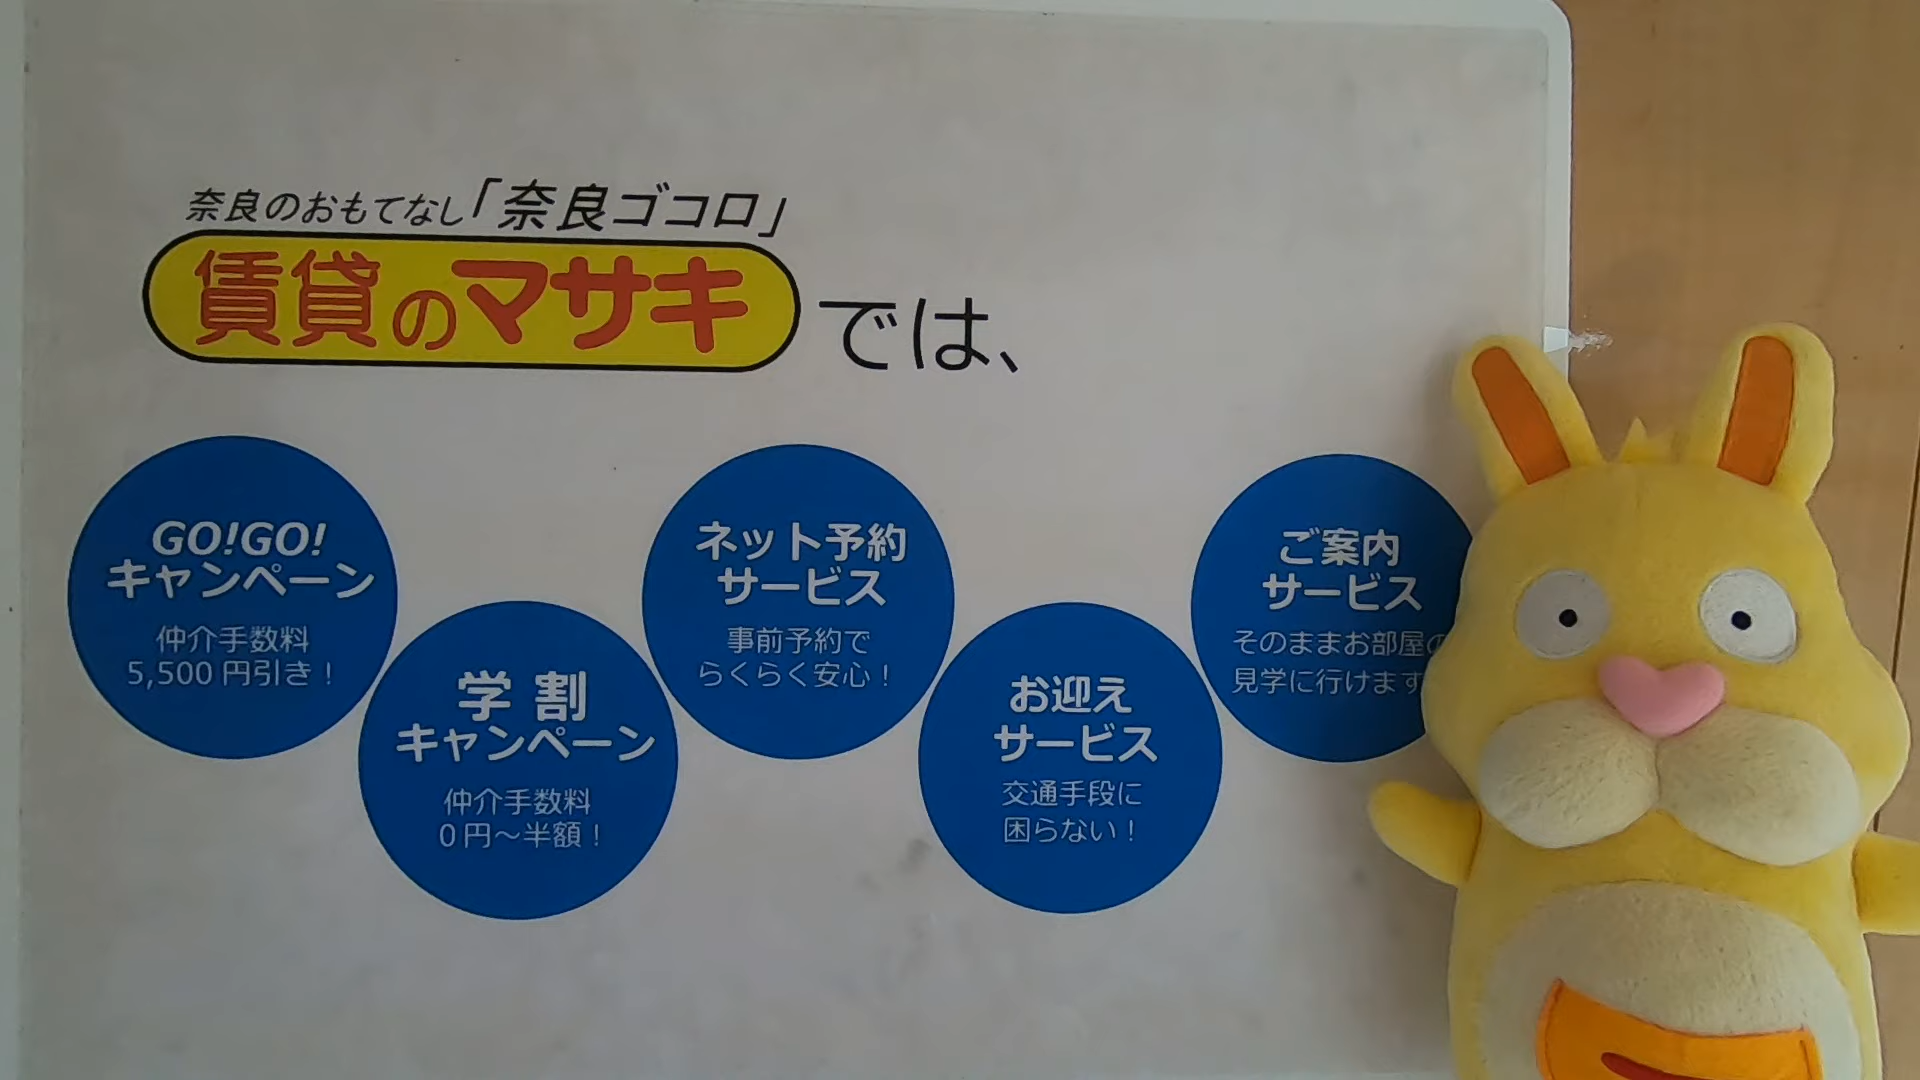 奈良のおもてなし「奈良ゴコロ」
賃貸のマサキでは、
GO!GO!
キャンペーン
仲介手数料
5,500円引き！
学割
キャンペーン
仲介手数料
0円～半額！
ネット予約
サービス
事前予約で
らくらく安心！
お迎え
サービス
交通手段に
困らない！
ご案内
サービス
そのままお部屋の
見学に行けます